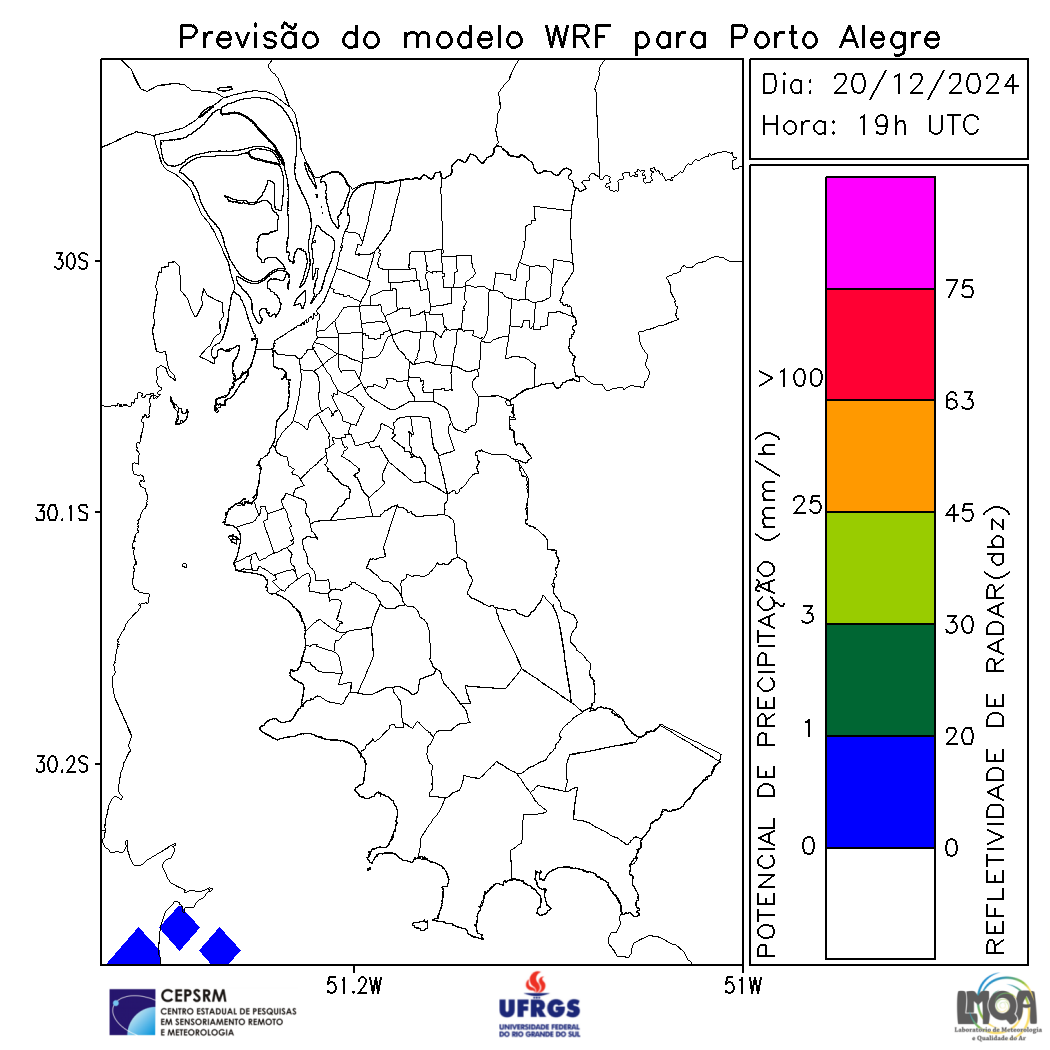 Previsão do modelo WRF para Porto Alegre
Dia: 20/12/2024
Hora: 19h UTC
30S
30.1S
30.2S
51.2W
51W
POTENCIAL DE PRECIPITAÇÃO (mm/h)
>100
25
3
1
0
75
63
45
30
20
0
REFLETIVIDADE DE RADAR(dbz)
CEPSRM
CENTRO ESTADUAL DE PESQUISAS
EM SENSORIAMENTO REMOTO
E METEOROLOGIA
UFRGS
UNIVERSIDADE FEDERAL
DO RIO GRANDE DO SUL
LMQA
Laboratório de Meteorologia
e Qualidade do Ar